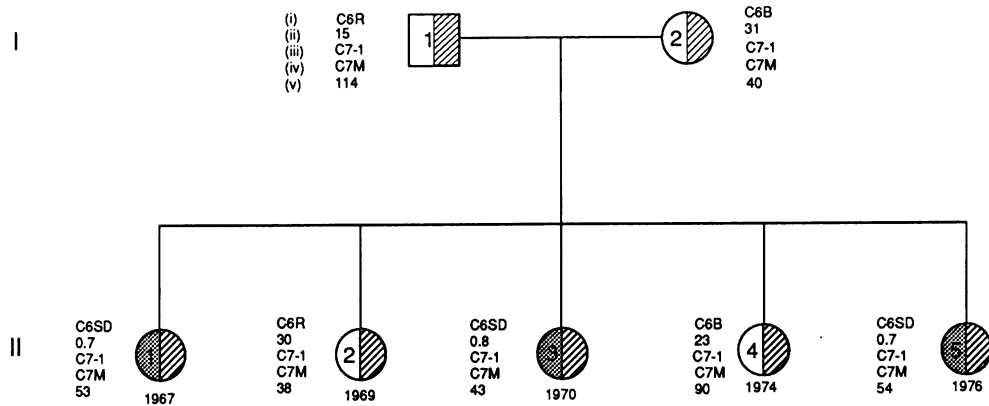 I
(i) C6R
(ii) 15
(iii) C7-1
(iv) C7M
(v) 114
1
2
C6B
31
C7-1
C7M
40
II
C6SD
0.7
C7-1
C7M
53
1
1967
C6R
30
C7-1
C7M
38
2
1969
C6SD
0.8
C7-1
C7M
43
3
1970
C6B
23
C7-1
C7M
90
4
1974
C6SD
0.7
C7-1
C7M
54
5
1976